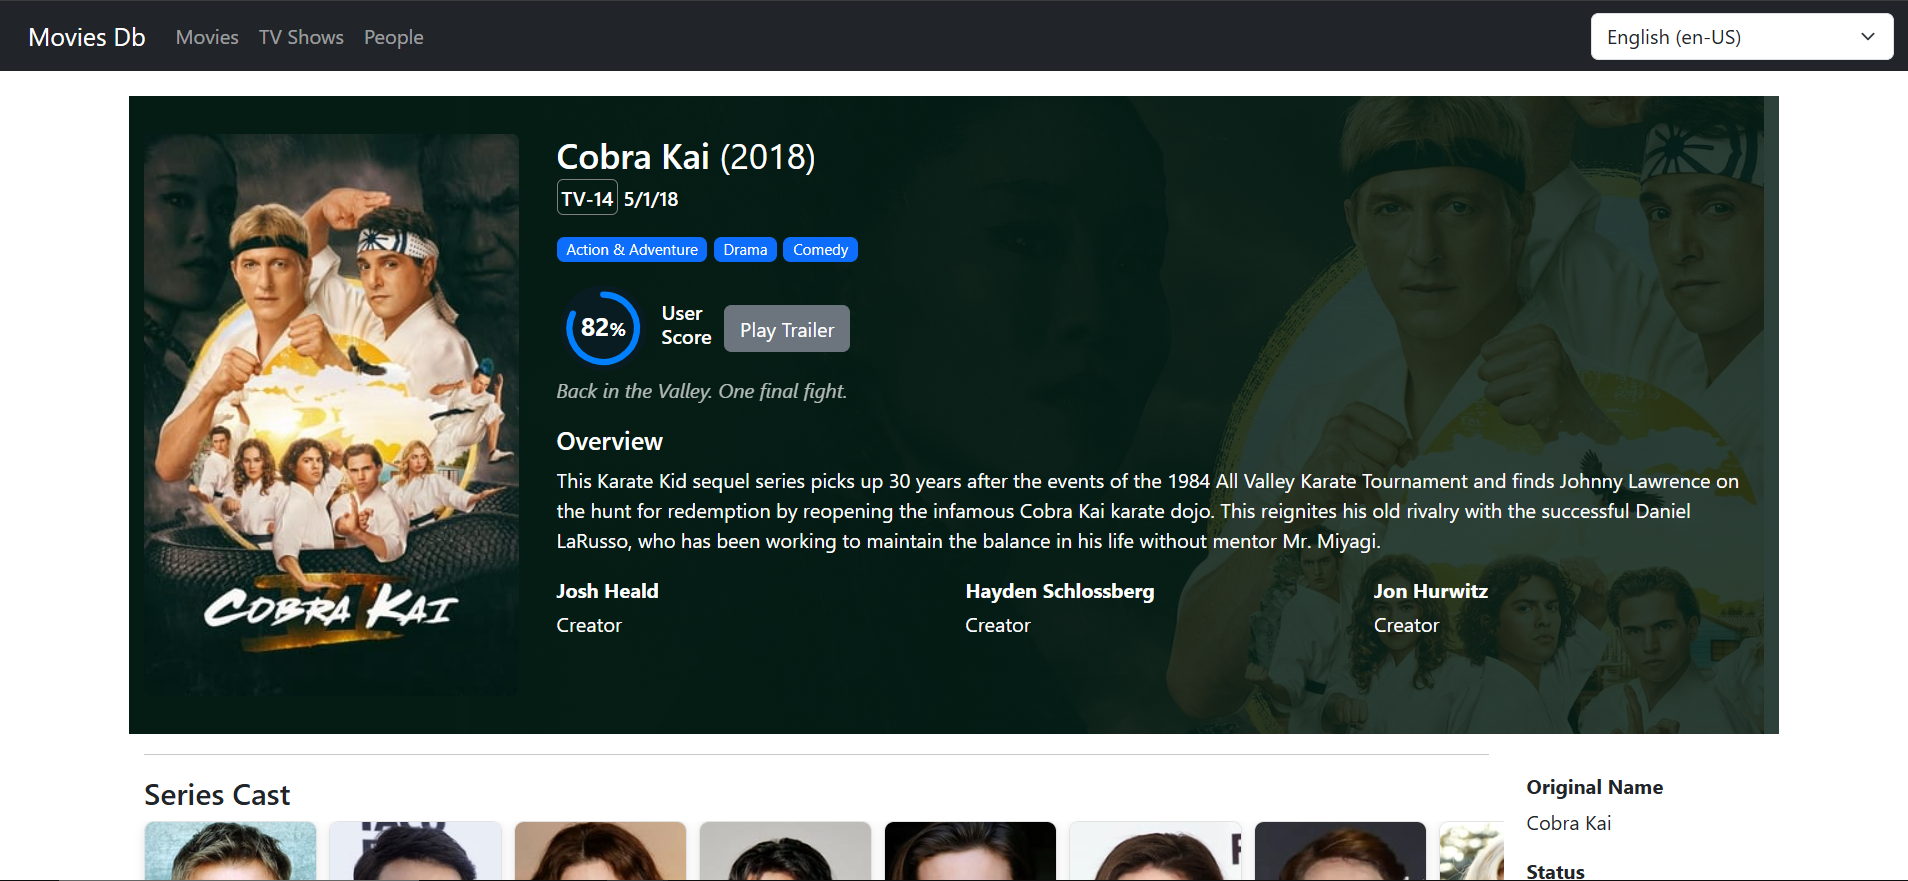 Movies Db Movies TV Shows People English (en-US)
Cobra Kai (2018)
TV-14 5/1/18
Action & Adventure Drama Comedy
82%
User
Score
Play Trailer
Back in the Valley. One final fight.
Overview
This Karate Kid sequel series picks up 30 years after the events of the 1984 All Valley Karate Tournament and finds Johnny Lawrence on
the hunt for redemption by reopening the infamous Cobra Kai karate dojo. This reignites his old rivalry with the successful Daniel
LaRusso, who has been working to maintain the balance in his life without mentor Mr. Miyagi.
Josh Heald Hayden Schlossberg Jon Hurwitz
Creator Creator Creator
COBRA KAI
VI
Series Cast
Original Name
Cobra Kai
Status